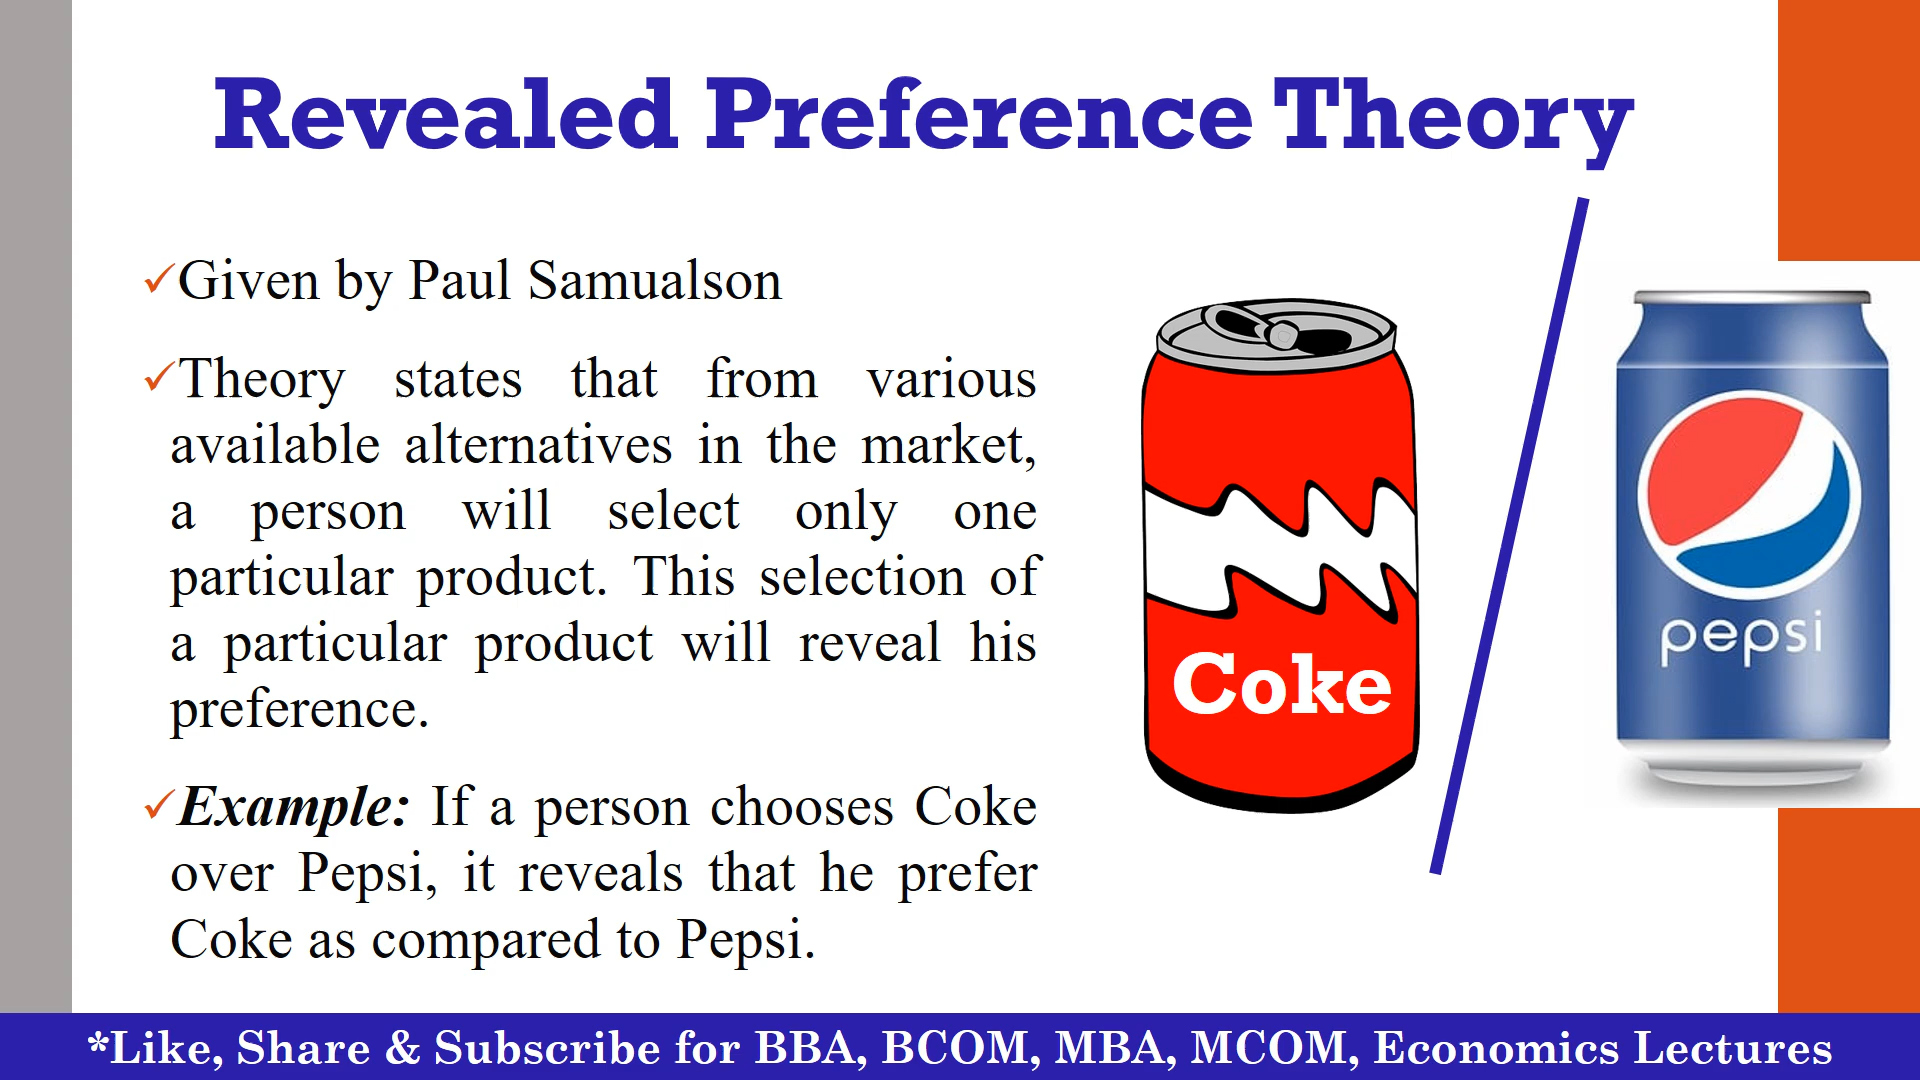 Revealed Preference Theory
✓Given by Paul Samualson
✓Theory states that from various
available alternatives in the market,
a person will select only one
particular product. This selection of
a particular product will reveal his
preference.
✓Example: If a person chooses Coke
over Pepsi, it reveals that he prefer
Coke as compared to Pepsi.
Coke
pepsi
*Like, Share & Subscribe for BBA, BCOM, MBA, MCOM, Economics Lectures